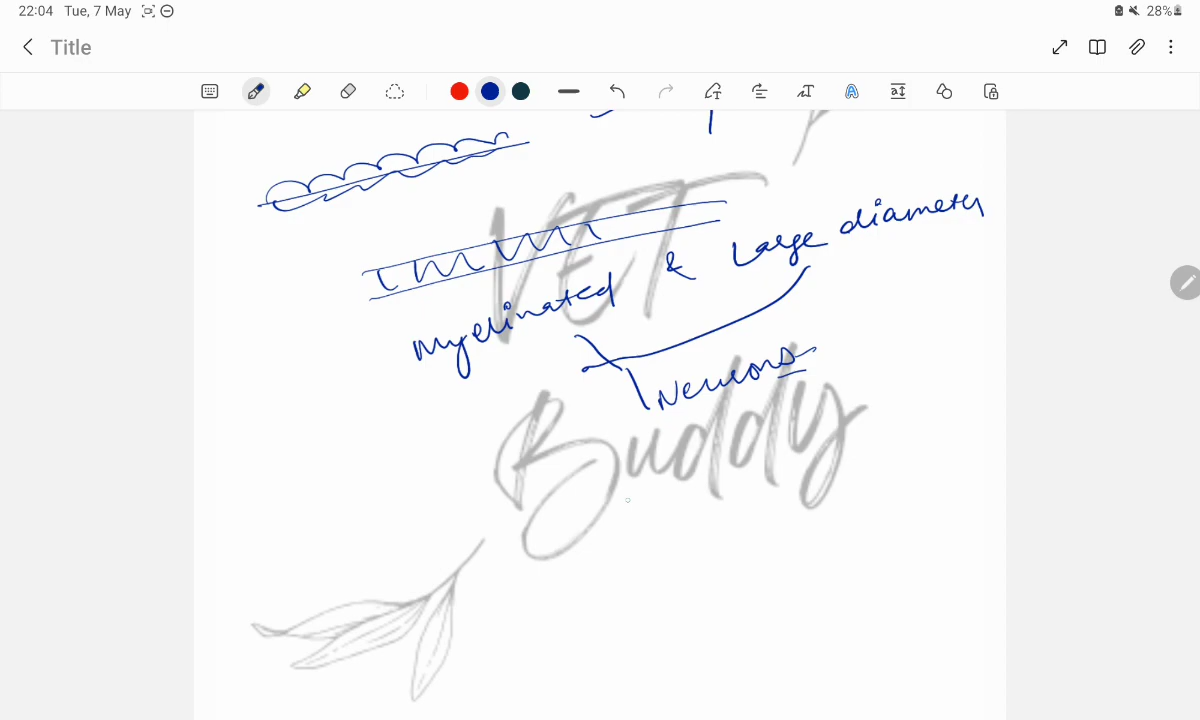 22:04 Tue, 7 May
28%
Title
VET
myelinated & Large diameter
Neurons
Buddy